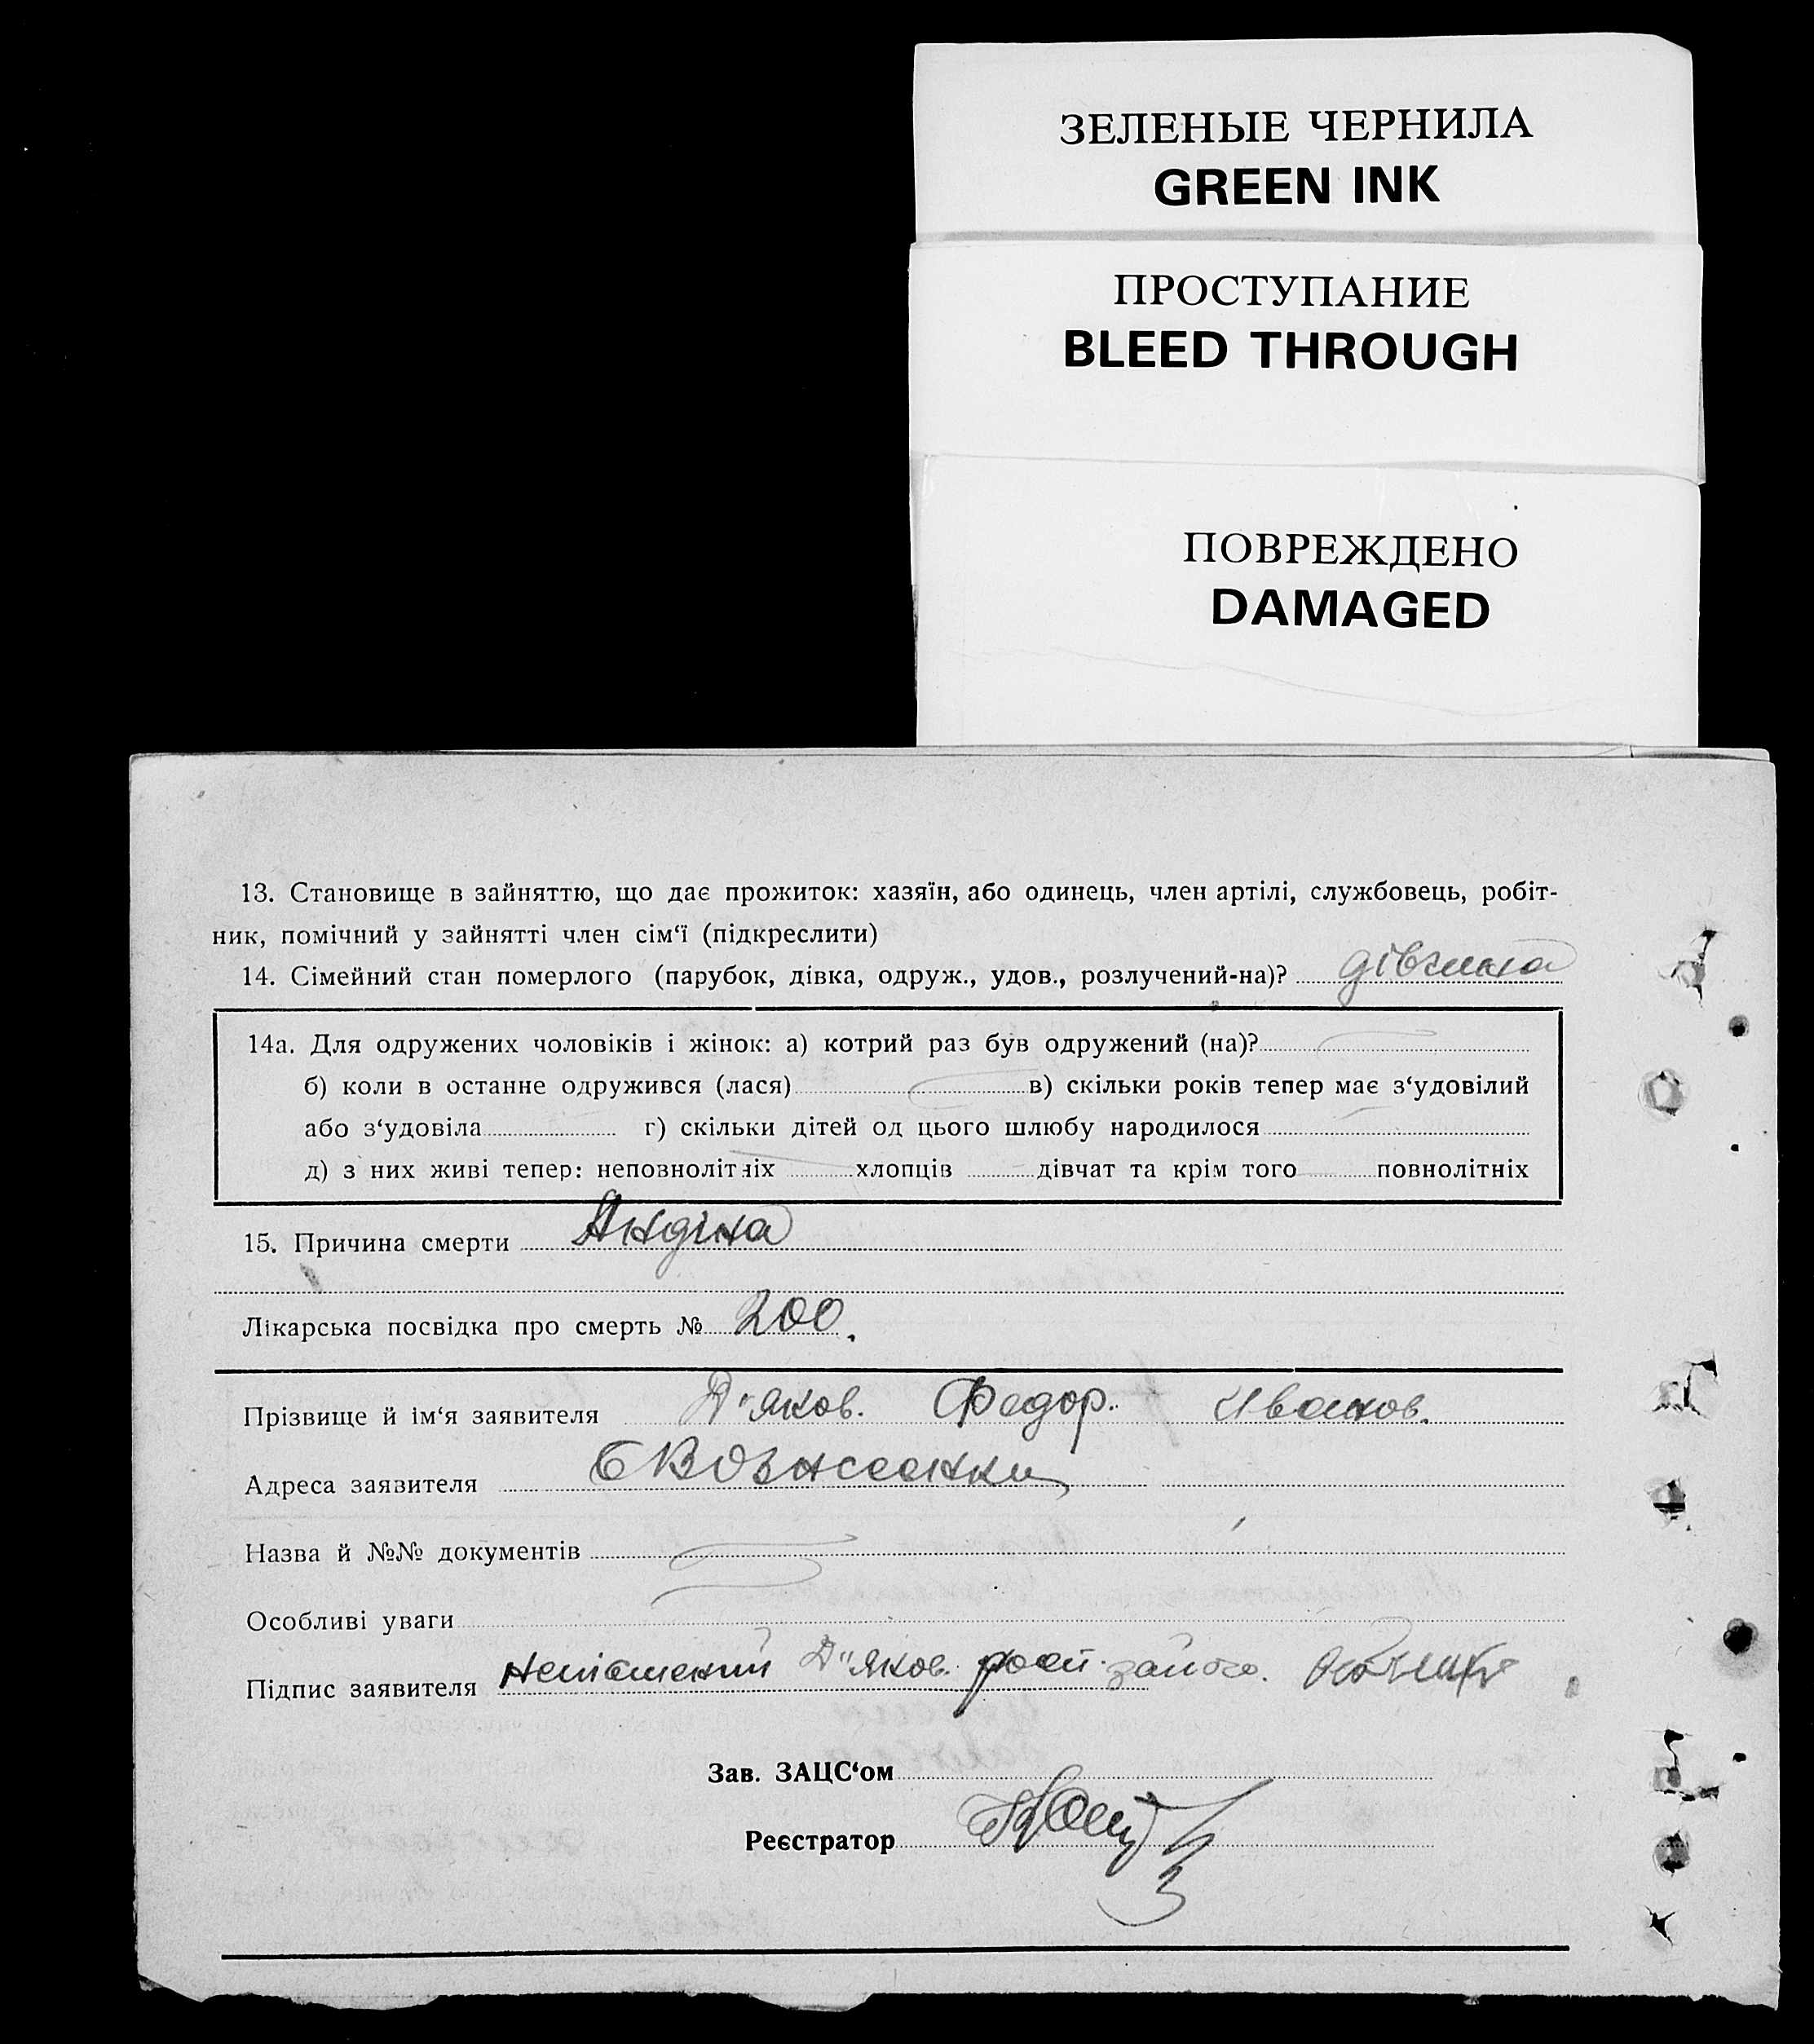 ЗЕЛЕНЫЕ ЧЕРНИЛА
GREEN INK
ПРОСТУПАНИЕ
BLEED THROUGH
ПОВРЕЖДЕНО
DAMAGED
13. Становище в зайняттю, що дає прожиток: хазяїн, або одинець, член артілі, службовець, робіт-
ник, помічний у зайнятті член сім‘ї (підкреслити)
14. Сімейний стан померлого (парубок, дівка, одруж., удов., розлучений-на)? дівчина
14а. Для одружених чоловіків і жінок: а) котрий раз був одружений (на)?
б) коли в останне одружився (лася) в) скільки років тепер має з‘удовілий
або з‘удовіла г) скільки дітей од цього шлюбу народилося
д) з них живі тепер: неповнолітніх хлопців дівчат та крім того повнолітніх
15. Причина смерти Ангіна
Лікарська посвідка про смерть № 200.
Прізвище й ім‘я заявителя Д"яков. Федор. Иванов.
Адреса заявителя Вознесенки
Назва й №№ документів
Особливі уваги
Підпис заявителя Д"яков.
Зав. ЗАЦС‘ом
Реєстратор